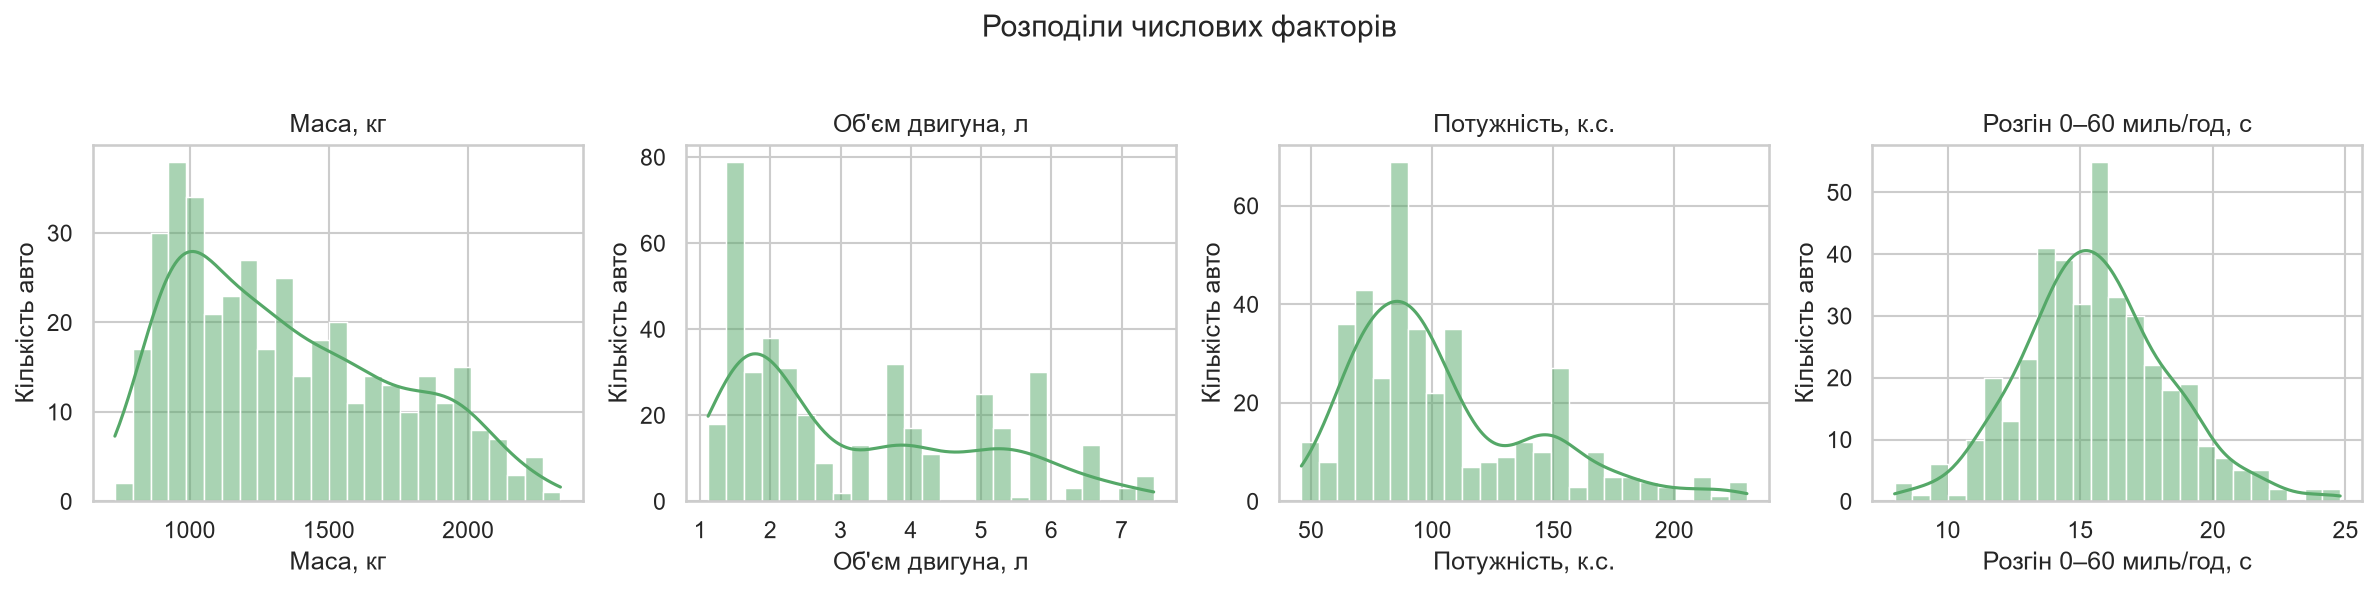 Розподіли числових факторів
Маса, кг
Кількість авто
30
20
10
0
1000 1500 2000
Маса, кг
Об'єм двигуна, л
Кількість авто
80
60
40
20
0
1 2 3 4 5 6 7
Об'єм двигуна, л
Потужність, к.с.
Кількість авто
60
40
20
0
50 100 150 200
Потужність, к.с.
Розгін 0–60 миль/год, с
Кількість авто
50
40
30
20
10
0
10 15 20 25
Розгін 0–60 миль/год, с